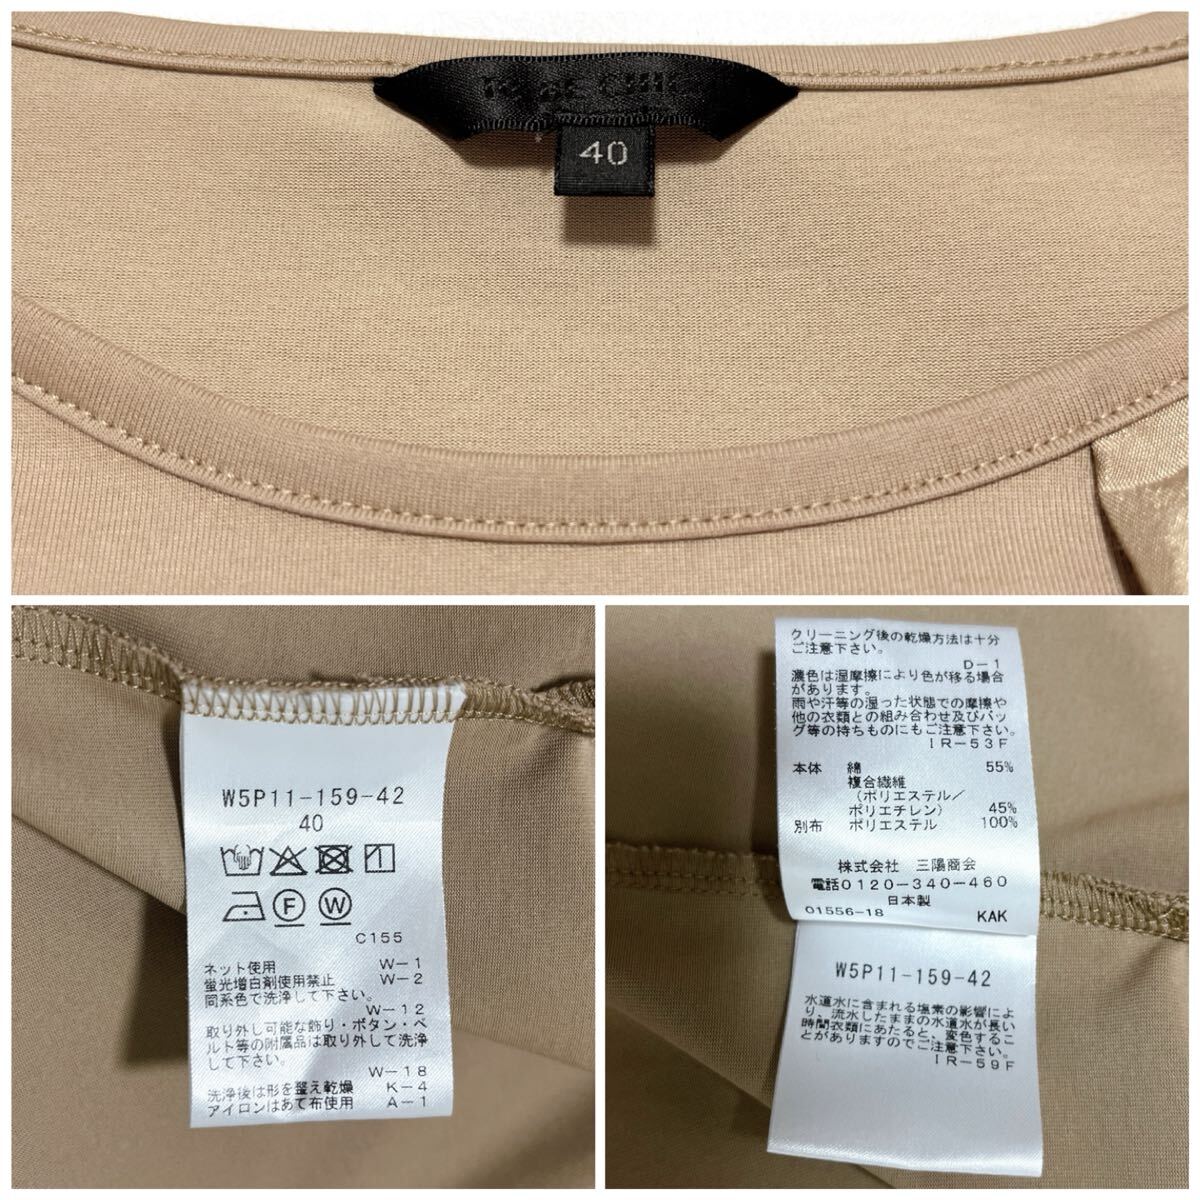 TO BE CHIC
40
W5P11-159-42
40
F W
C155
ネット使用 W-1
蛍光増白剤使用禁止 W-2
同系色で洗浄して下さい。
W-12
取り外し可能な飾り・ボタン・ベ
ルト等の附属品は取り外して洗浄
して下さい。
W-18
洗浄後は形を整え乾燥 K-4
アイロンはあて布使用 A-1
クリーニング後の乾燥方法は十分
ご注意下さい。
D-1
濃色は湿摩擦により色が移る場合
があります。
雨や汗等の湿った状態での摩擦や
他の衣類との組み合わせ及びバッ
グ等の持ちものにもご注意下さい。
IR-53F
本体 綿 55%
複合繊維
(ポリエステル/
ポリエチレン) 45%
別布 ポリエステル 100%
株式会社 三陽商会
電話0120-340-460
日本製
01556-18 KAK
W5P11-159-42
水道水に含まれる塩素の影響によ
り、流水したままの水道水が長い
時間衣類にあたると、変色するこ
とがありますのでご注意下さい。
IR-59F